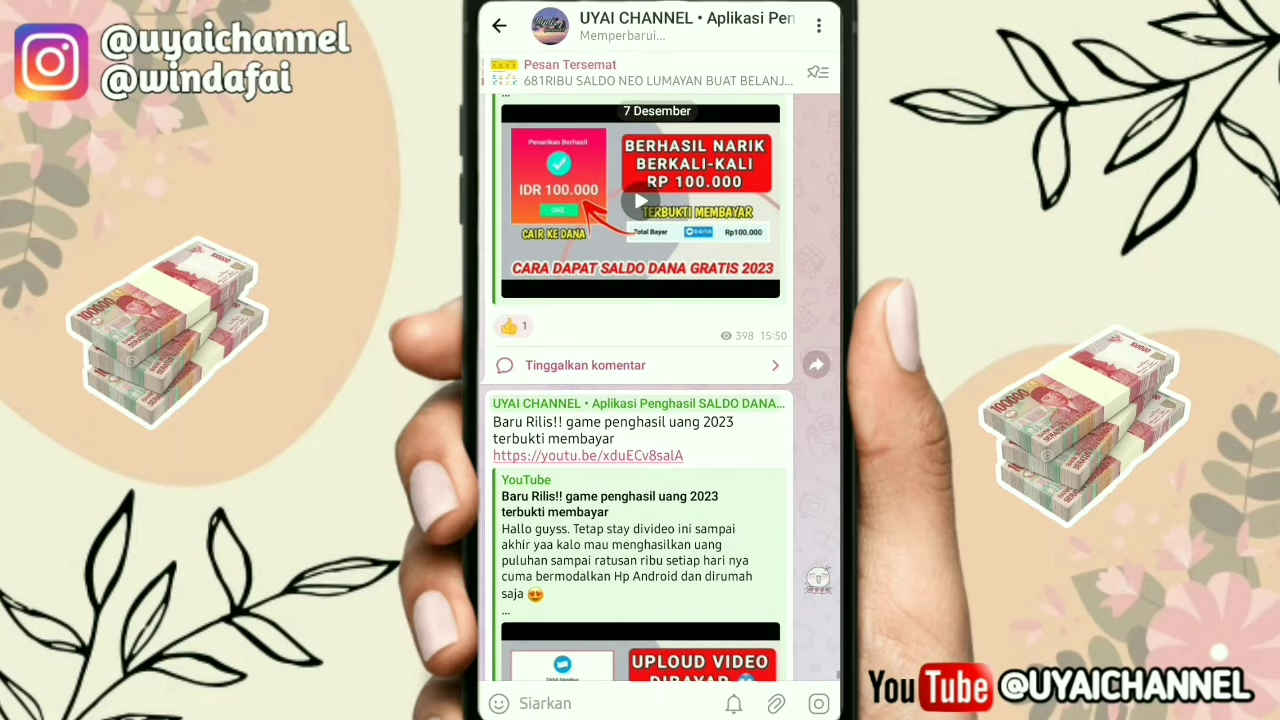 @uyaichannel
@windafai
UYAI CHANNEL • Aplikasi Pen
Memperbarui...
Pesan Tersemat
681RiBU SALDO NEO LUMAYAN BUAT BELANJ...
...
7 Desember
Penarikan Berhasil
IDR 100.000
OKE
CAIR KE DANA
BERHASIL NARIK
BERKALI-KALI
RP 100.000
TERBUKTI MEMBAYAR
Total Bayar DANA Rp100.000
CARA DAPAT SALDO DANA GRATIS 2023
👍 1
398 15:50
Tinggalkan komentar
UYAI CHANNEL • Aplikasi Penghasil SALDO DANA...
Baru Rilis!! game penghasil uang 2023
terbukti membayar
https://youtu.be/xduECv8salA
YouTube
Baru Rilis!! game penghasil uang 2023
terbukti membayar
Hallo guyss. Tetap stay divideo ini sampai
akhir yaa kalo mau menghasilkan uang
puluhan sampai ratusan ribu setiap hari nya
cuma bermodalkan Hp Android dan dirumah
saja 😍
...
UPLOUD VIDEO
DIBAYAR
Siarkan
100000
100000
YouTube @UYAICHANNEL